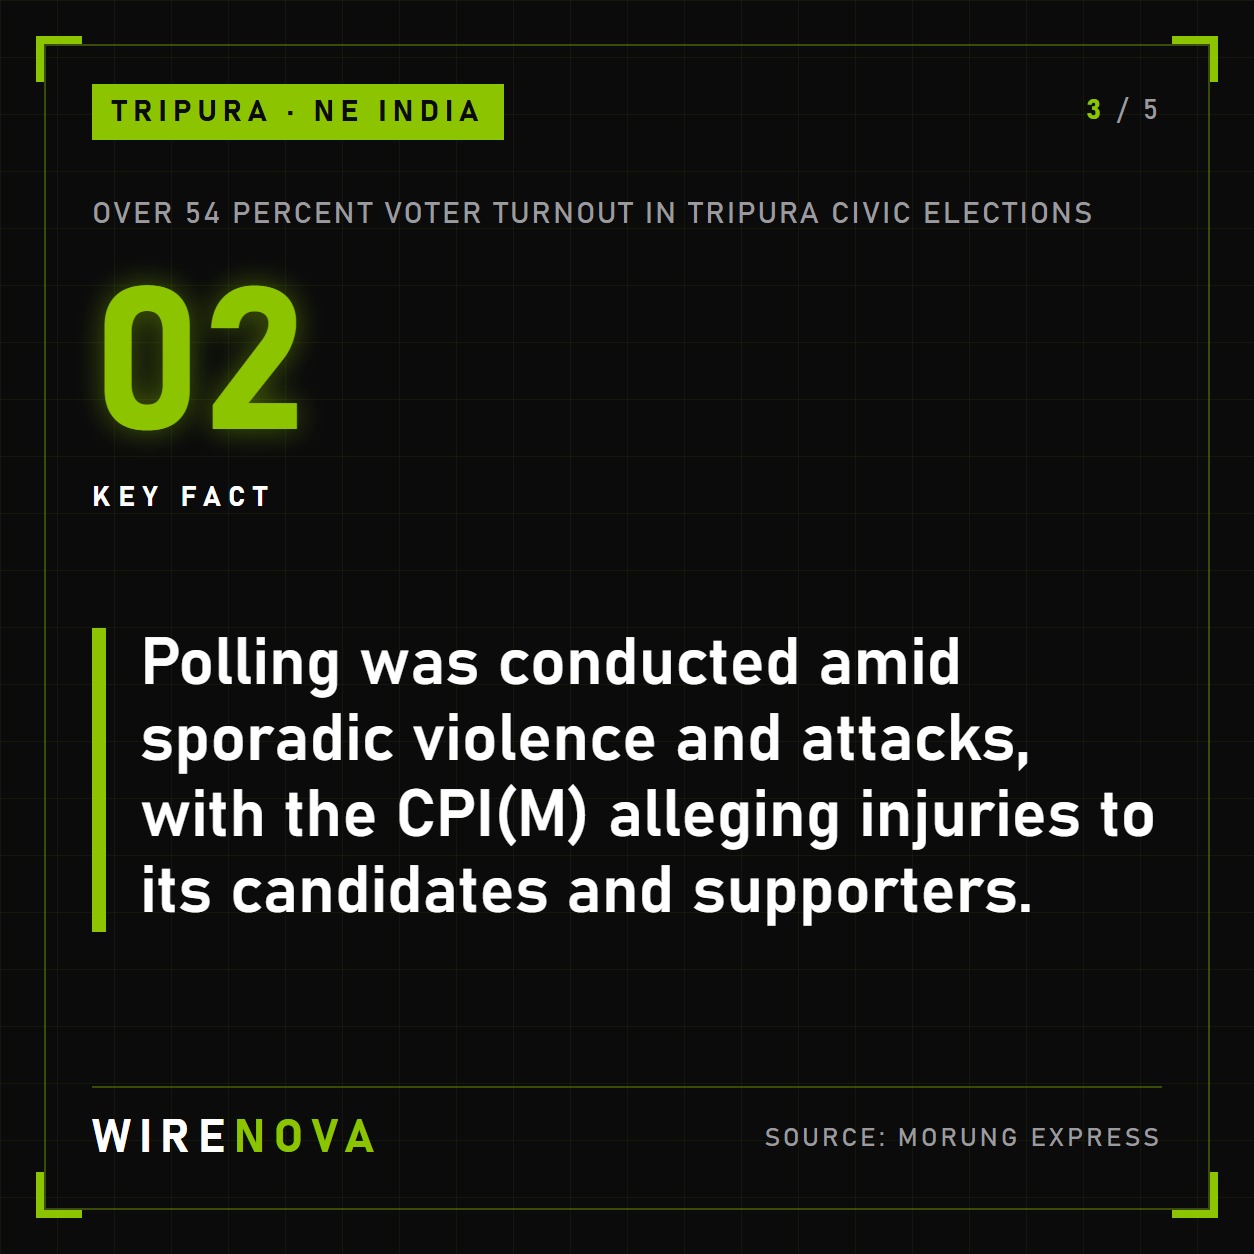 TRIPURA · NE INDIA
3 / 5
OVER 54 PERCENT VOTER TURNOUT IN TRIPURA CIVIC ELECTIONS
02
KEY FACT
Polling was conducted amid
sporadic violence and attacks,
with the CPI(M) alleging injuries to
its candidates and supporters.
WIRENOVA
SOURCE: MORUNG EXPRESS